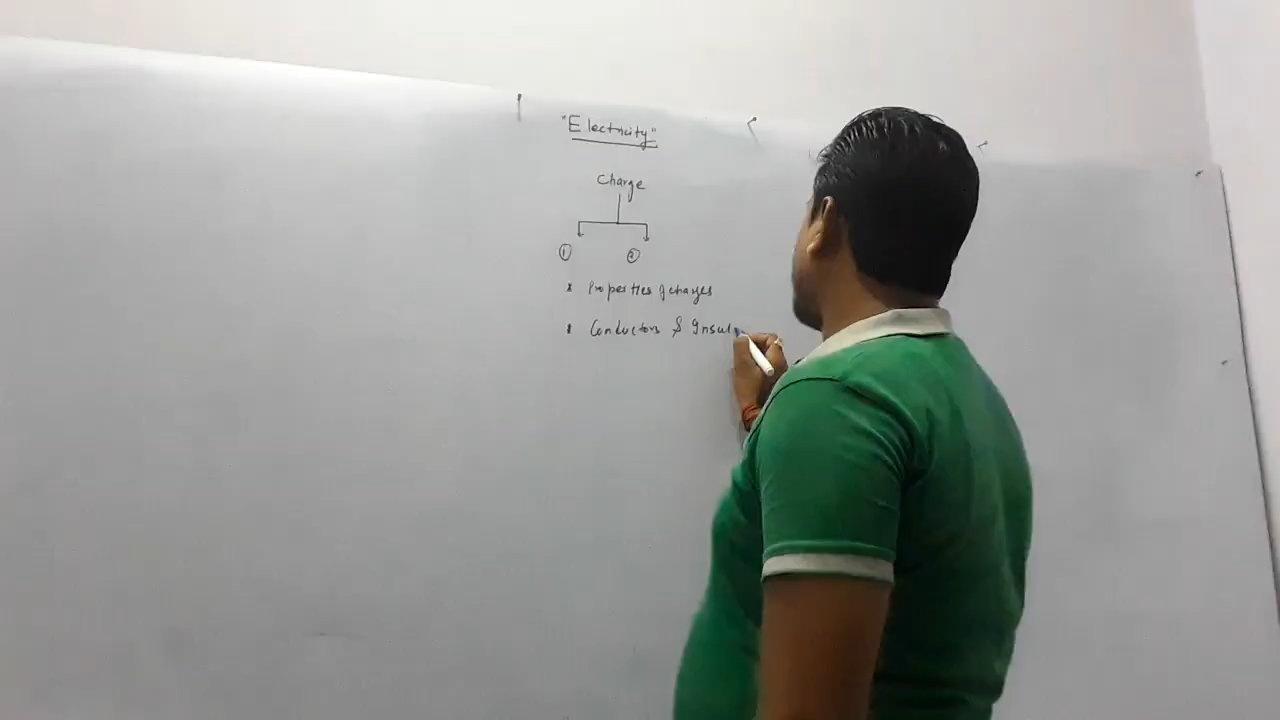 "Electricity"
Charge
① ②
* Properties of charges
* Conductors & Insul